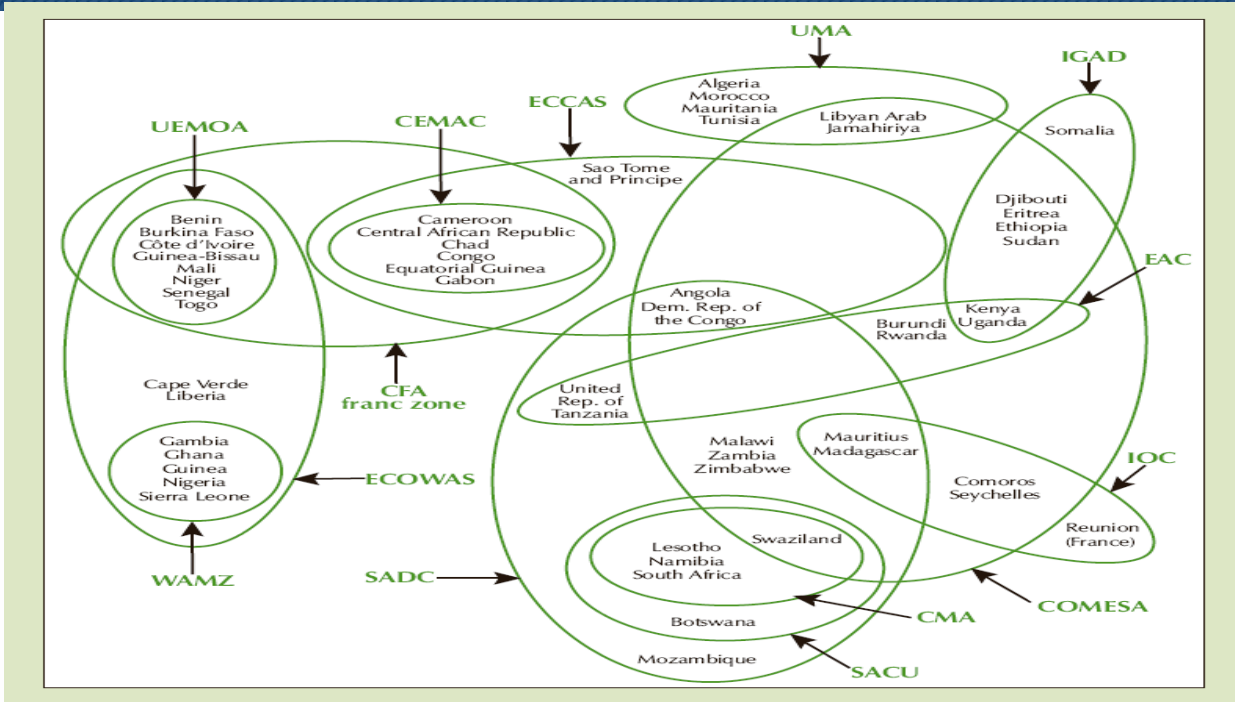 UMA
IGAD
Algeria
Morocco
Mauritania
Tunisia
Libyan Arab
Jamahiriya
Somalia
ECCAS
CEMAC
UEMOA
Sao Tome
and Principe
Djibouti
Eritrea
Ethiopia
Sudan
Benin
Burkina Faso
Côte d'Ivoire
Guinea-Bissau
Mali
Niger
Senegal
Togo
Cameroon
Central African Republic
Chad
Congo
Equatorial Guinea
Gabon
EAC
Angola
Dem. Rep. of
the Congo
Kenya
Uganda
Burundi
Rwanda
Cape Verde
Liberia
CFA
franc zone
United
Rep. of
Tanzania
Gambia
Ghana
Guinea
Nigeria
Sierra Leone
ECOWAS
Malawi
Zambia
Zimbabwe
Mauritius
Madagascar
IOC
Comoros
Seychelles
Reunion
(France)
Swaziland
Lesotho
Namibia
South Africa
WAMZ
SADC
COMESA
CMA
Botswana
Mozambique
SACU